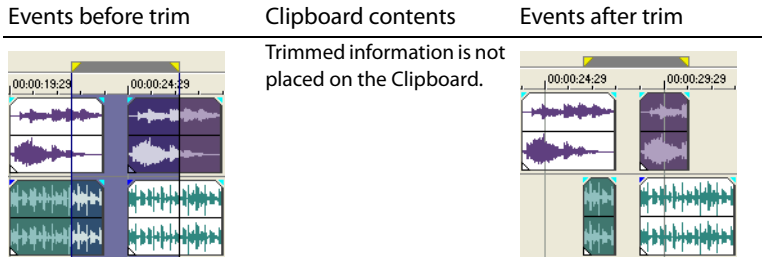 Events before trim
Clipboard contents
Events after trim
Trimmed information is not
placed on the Clipboard.
00:00:19:29
00:00:24:29
00:00:24:29
00:00:29:29